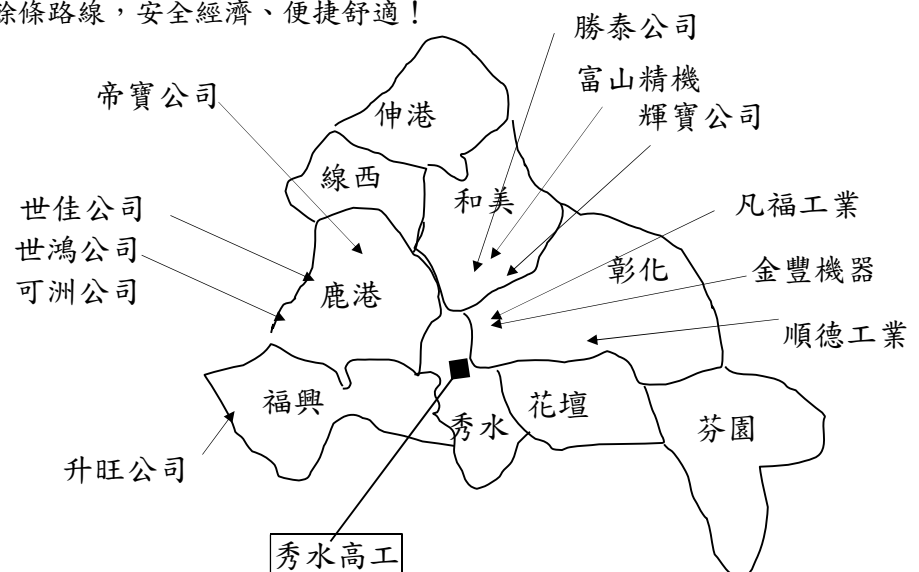 除條路線，安全經濟、便捷舒適！
勝泰公司
富山精機
輝寶公司
帝寶公司
伸港
線西
和美
世佳公司
世鴻公司
可洲公司
凡福工業
金豐機器
順德工業
彰化
鹿港
福興
秀水
花壇
芬園
升旺公司
秀水高工